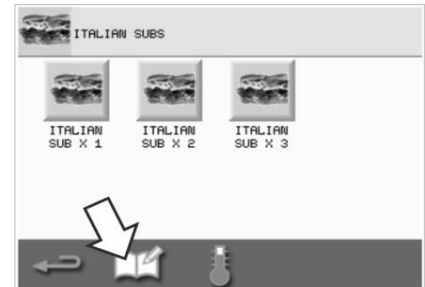 ITALIAN SUBS
ITALIAN
SUB X 1
ITALIAN
SUB X 2
ITALIAN
SUB X 3